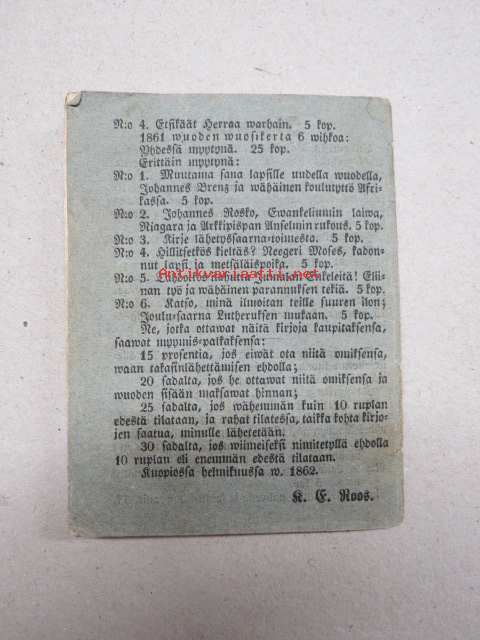 N:o 4. Etsikäät Herraa warhain. 5 kop.
1861 wuoden wuosikerta 6 wihkoa:
Yhdessä myytynä. 25 kop.
Erittäin myytynä:
N:o 1. Muutama sana lapsille uudella wuodella,
Johannes Brenz ja wähäinen koulutyttö Afri-
kassa. 5 kop.
N:o 2. Johannes Rosko, Ewankeliumin laiwa,
Niagara ja Arkkipispan Anselmin rukous. 5 kop.
N:o 3. Kirje lähetyssaarna-toimesta. 5 kop.
N:o 4. Hillitsetkös kieltäs? Neegeri Moses, kadon-
nut lapsi ja metsäläispoika. 5 kop.
N:o 5. Jumalan Enkeleitä! Elii-
nan työ ja wähäinen parannuksen tekiä. 5 kop.
N:o 6. Katso, minä ilmoitan teille suuren ilon;
Joulu-saarna Lutheruksen mukaan. 5 kop.
Ne, jotka ottawat näitä kirjoja kaupitaksensa,
saawat myymis-palkaksensa:
15 prosentia, jos eiwät ota niitä omiksensa,
waan takasinlähettämisen ehdolla;
20 sadalta, jos he ottawat niitä omiksensa ja
wuoden sisään maksawat hinnan;
25 sadalta, jos wähemmän kuin 10 ruplan
edestä tilataan, ja rahat tilatessa, taikka kohta kirjo-
jen saatua, minulle lähetetään.
30 sadalta, jos wiimeiseksi nimitetyllä ehdolla
10 ruplan eli enemmän edestä tilataan.
Kuopiossa helmikuussa w. 1862.
K. E. Roos.